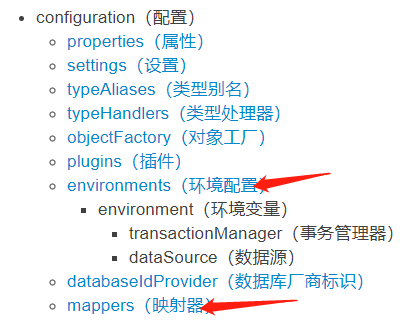 configuration（配置）
properties（属性）
settings（设置）
typeAliases（类型别名）
typeHandlers（类型处理器）
objectFactory（对象工厂）
plugins（插件）
environments（环境配置）
environment（环境变量）
transactionManager（事务管理器）
dataSource（数据源）
databaseIdProvider（数据库厂商标识）
mappers（映射器）